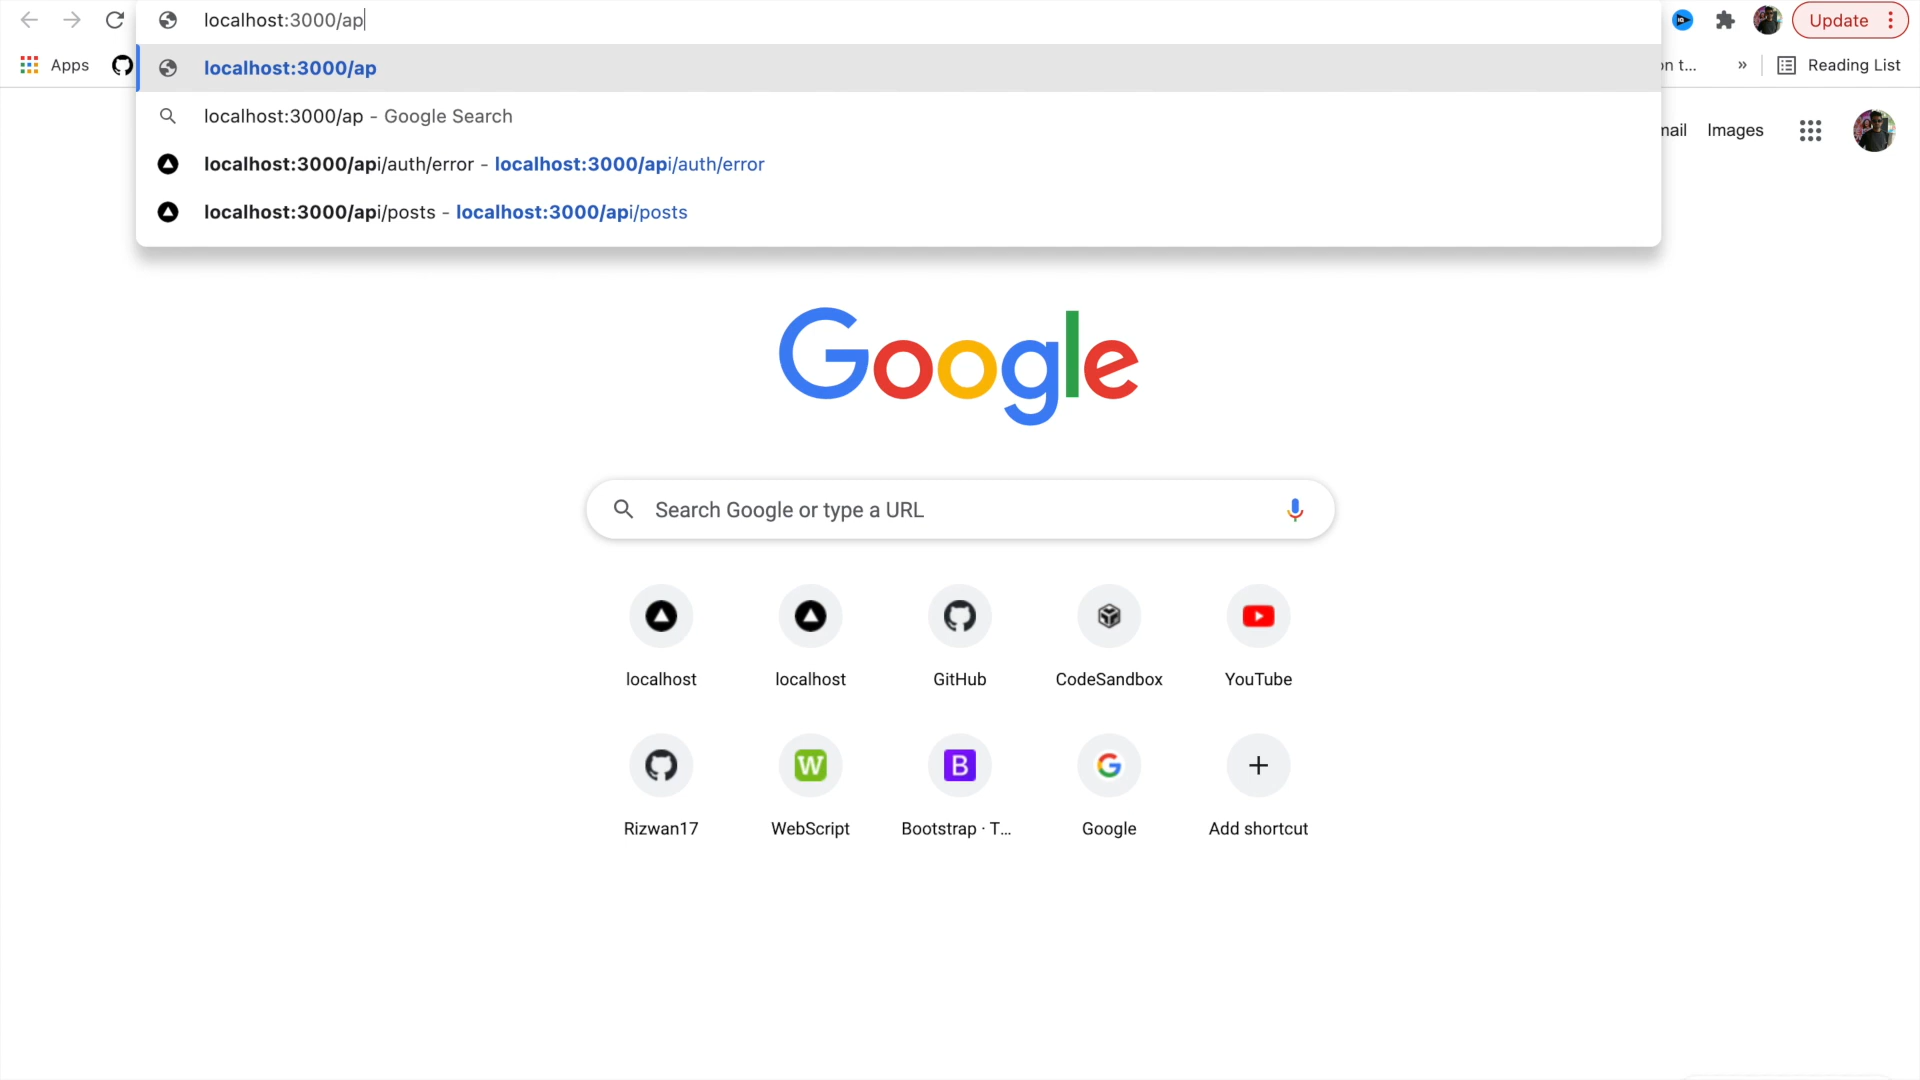 localhost:3000/ap
Update
Apps
on t...
»
Reading List
localhost:3000/ap
localhost:3000/ap - Google Search
localhost:3000/api/auth/error - localhost:3000/api/auth/error
localhost:3000/api/posts - localhost:3000/api/posts
mail
Images
Google
Search Google or type a URL
localhost
localhost
GitHub
CodeSandbox
YouTube
Rizwan17
WebScript
Bootstrap · T...
Google
Add shortcut